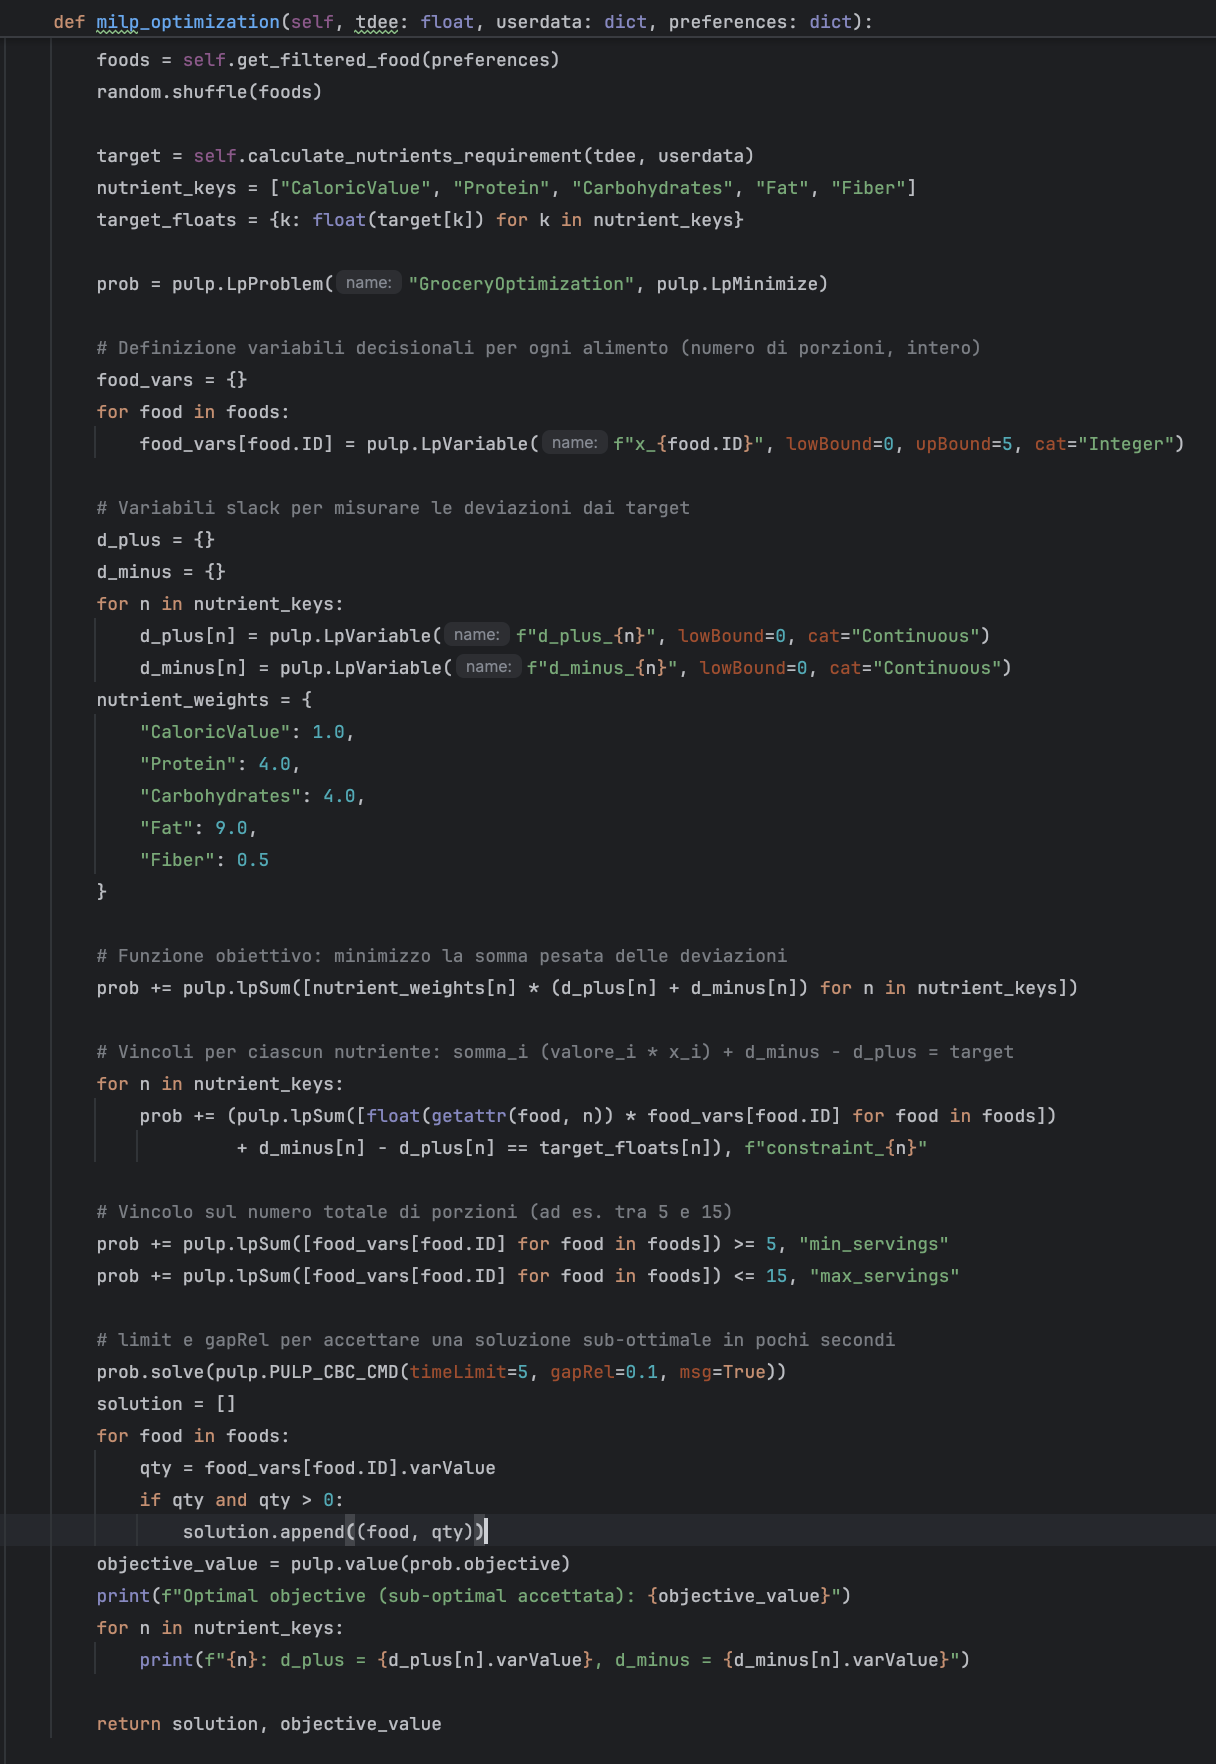 def milp_optimization(self, tdee: float, userdata: dict, preferences: dict):
foods = self.get_filtered_food(preferences)
random.shuffle(foods)
target = self.calculate_nutrients_requirement(tdee, userdata)
nutrient_keys = ["CaloricValue", "Protein", "Carbohydrates", "Fat", "Fiber"]
target_floats = {k: float(target[k]) for k in nutrient_keys}
prob = pulp.LpProblem( name: "GroceryOptimization", pulp.LpMinimize)
# Definizione variabili decisionali per ogni alimento (numero di porzioni, intero)
food_vars = {}
for food in foods:
food_vars[food.ID] = pulp.LpVariable( name: f"x_{food.ID}", lowBound=0, upBound=5, cat="Integer")
# Variabili slack per misurare le deviazioni dai target
d_plus = {}
d_minus = {}
for n in nutrient_keys:
d_plus[n] = pulp.LpVariable( name: f"d_plus_{n}", lowBound=0, cat="Continuous")
d_minus[n] = pulp.LpVariable( name: f"d_minus_{n}", lowBound=0, cat="Continuous")
nutrient_weights = {
"CaloricValue": 1.0,
"Protein": 4.0,
"Carbohydrates": 4.0,
"Fat": 9.0,
"Fiber": 0.5
}
# Funzione obiettivo: minimizzo la somma pesata delle deviazioni
prob += pulp.lpSum([nutrient_weights[n] * (d_plus[n] + d_minus[n]) for n in nutrient_keys])
# Vincoli per ciascun nutriente: somma_i (valore_i * x_i) + d_minus - d_plus = target
for n in nutrient_keys:
prob += (pulp.lpSum([float(getattr(food, n)) * food_vars[food.ID] for food in foods])
+ d_minus[n] - d_plus[n] == target_floats[n]), f"constraint_{n}"
# Vincolo sul numero totale di porzioni (ad es. tra 5 e 15)
prob += pulp.lpSum([food_vars[food.ID] for food in foods]) >= 5, "min_servings"
prob += pulp.lpSum([food_vars[food.ID] for food in foods]) <= 15, "max_servings"
# limit e gapRel per accettare una soluzione sub-ottimale in pochi secondi
prob.solve(pulp.PULP_CBC_CMD(timeLimit=5, gapRel=0.1, msg=True))
solution = []
for food in foods:
qty = food_vars[food.ID].varValue
if qty and qty > 0:
solution.append((food, qty))
objective_value = pulp.value(prob.objective)
print(f"Optimal objective (sub-optimal accettata): {objective_value}")
for n in nutrient_keys:
print(f"{n}: d_plus = {d_plus[n].varValue}, d_minus = {d_minus[n].varValue}")
return solution, objective_value